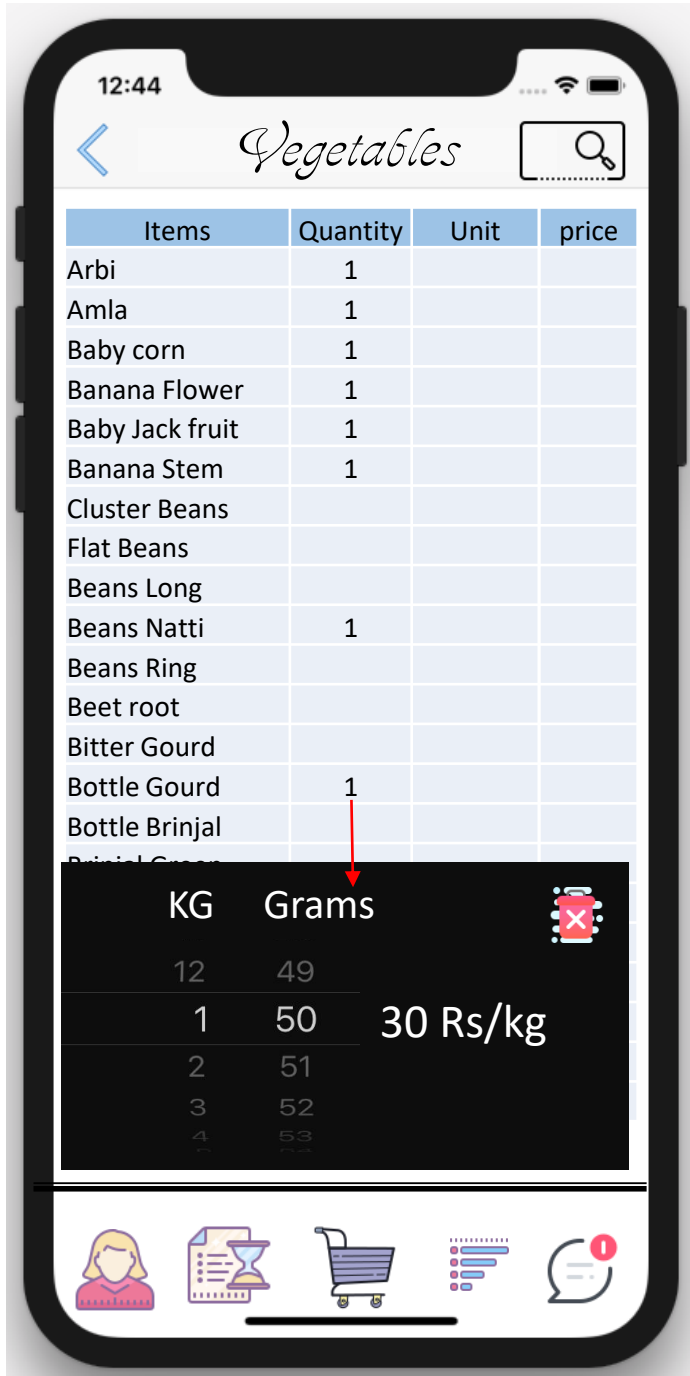 12:44
Vegetables
Items Quantity Unit price
Arbi 1
Amla 1
Baby corn 1
Banana Flower 1
Baby Jack fruit 1
Banana Stem 1
Cluster Beans
Flat Beans
Beans Long
Beans Natti 1
Beans Ring
Beet root
Bitter Gourd
Bottle Gourd 1
Bottle Brinjal
KG Grams
12 49
1 50 30 Rs/kg
2 51
3 52
4 53